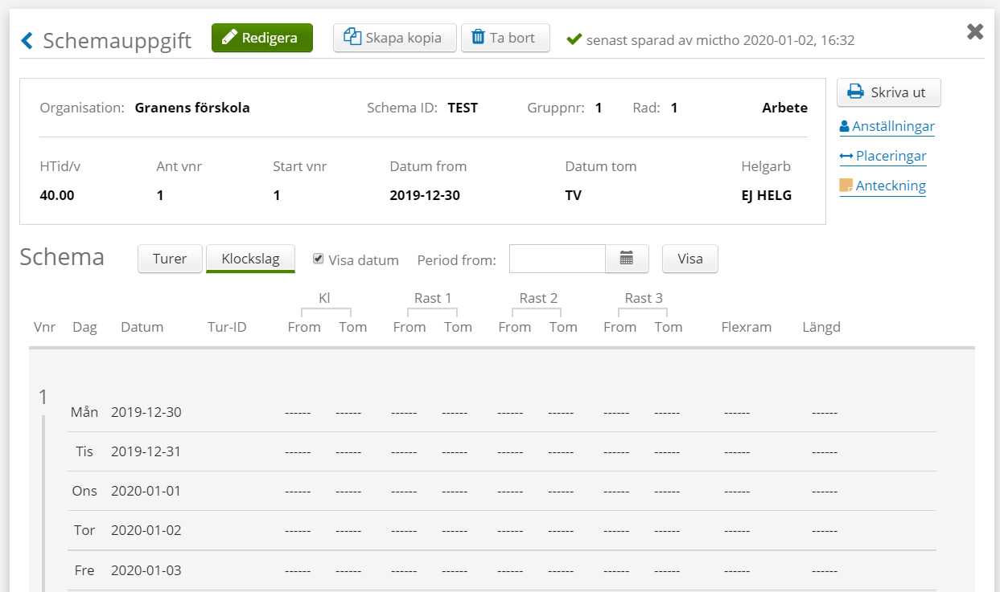 Schemauppgift Redigera Skapa kopia Ta bort senast sparad av mictho 2020-01-02, 16:32
Organisation: Granens förskola Schema ID: TEST Gruppnr: 1 Rad: 1 Arbete
HTid/v Ant vnr Start vnr Datum from Datum tom Helgarb
40.00 1 1 2019-12-30 TV EJ HELG
Skriva ut
Anställningar
Placeringar
Anteckning
Schema Turer Klockslag Visa datum Period from: Visa
Kl Rast 1 Rast 2 Rast 3
Vnr Dag Datum Tur-ID From Tom From Tom From Tom From Tom Flexram Längd
1
Mån 2019-12-30 ------ ------ ------ ------ ------ ------ ------ ------ ------ ------
Tis 2019-12-31 ------ ------ ------ ------ ------ ------ ------ ------ ------ ------
Ons 2020-01-01 ------ ------ ------ ------ ------ ------ ------ ------ ------ ------
Tor 2020-01-02 ------ ------ ------ ------ ------ ------ ------ ------ ------ ------
Fre 2020-01-03 ------ ------ ------ ------ ------ ------ ------ ------ ------ ------